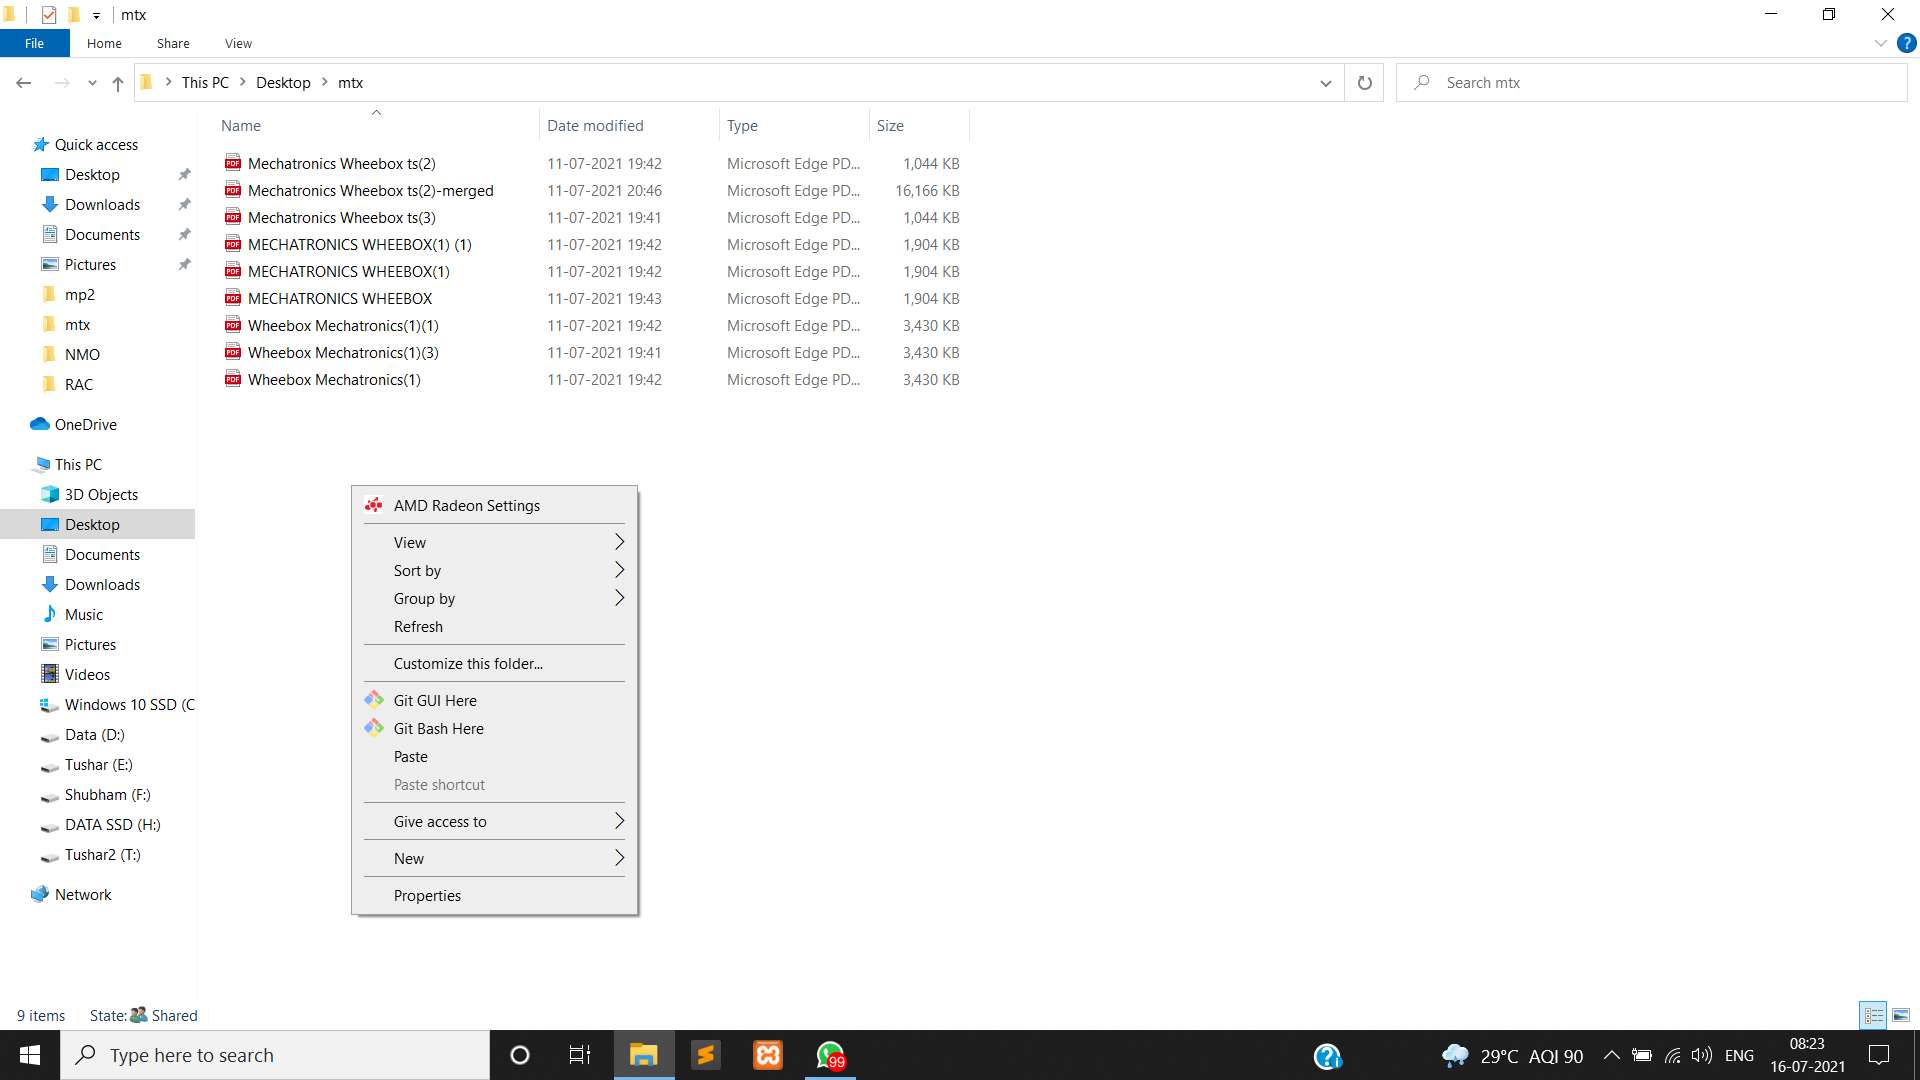 mtx
File Home Share View
This PC Desktop mtx
Search mtx
Name Date modified Type Size
Quick access
Desktop
Downloads
Documents
Pictures
mp2
mtx
NMO
RAC
OneDrive
This PC
3D Objects
Desktop
Documents
Downloads
Music
Pictures
Videos
Windows 10 SSD (C
Data (D:)
Tushar (E:)
Shubham (F:)
DATA SSD (H:)
Tushar2 (T:)
Network
Mechatronics Wheebox ts(2) 11-07-2021 19:42 Microsoft Edge PD... 1,044 KB
Mechatronics Wheebox ts(2)-merged 11-07-2021 20:46 Microsoft Edge PD... 16,166 KB
Mechatronics Wheebox ts(3) 11-07-2021 19:41 Microsoft Edge PD... 1,044 KB
MECHATRONICS WHEEBOX(1) (1) 11-07-2021 19:42 Microsoft Edge PD... 1,904 KB
MECHATRONICS WHEEBOX(1) 11-07-2021 19:42 Microsoft Edge PD... 1,904 KB
MECHATRONICS WHEEBOX 11-07-2021 19:43 Microsoft Edge PD... 1,904 KB
Wheebox Mechatronics(1)(1) 11-07-2021 19:42 Microsoft Edge PD... 3,430 KB
Wheebox Mechatronics(1)(3) 11-07-2021 19:41 Microsoft Edge PD... 3,430 KB
Wheebox Mechatronics(1) 11-07-2021 19:42 Microsoft Edge PD... 3,430 KB
AMD Radeon Settings
View
Sort by
Group by
Refresh
Customize this folder...
Git GUI Here
Git Bash Here
Paste
Paste shortcut
Give access to
New
Properties
9 items State: Shared
Type here to search
99
29°C AQI 90
ENG
08:23
16-07-2021